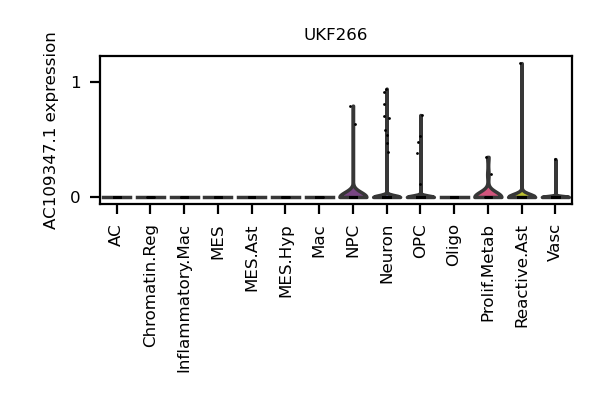 UKF266
AC109347.1 expression
1
0
AC
Chromatin.Reg
Inflammatory.Mac
MES
MES.Ast
MES.Hyp
Mac
NPC
Neuron
OPC
Oligo
Prolif.Metab
Reactive.Ast
Vasc